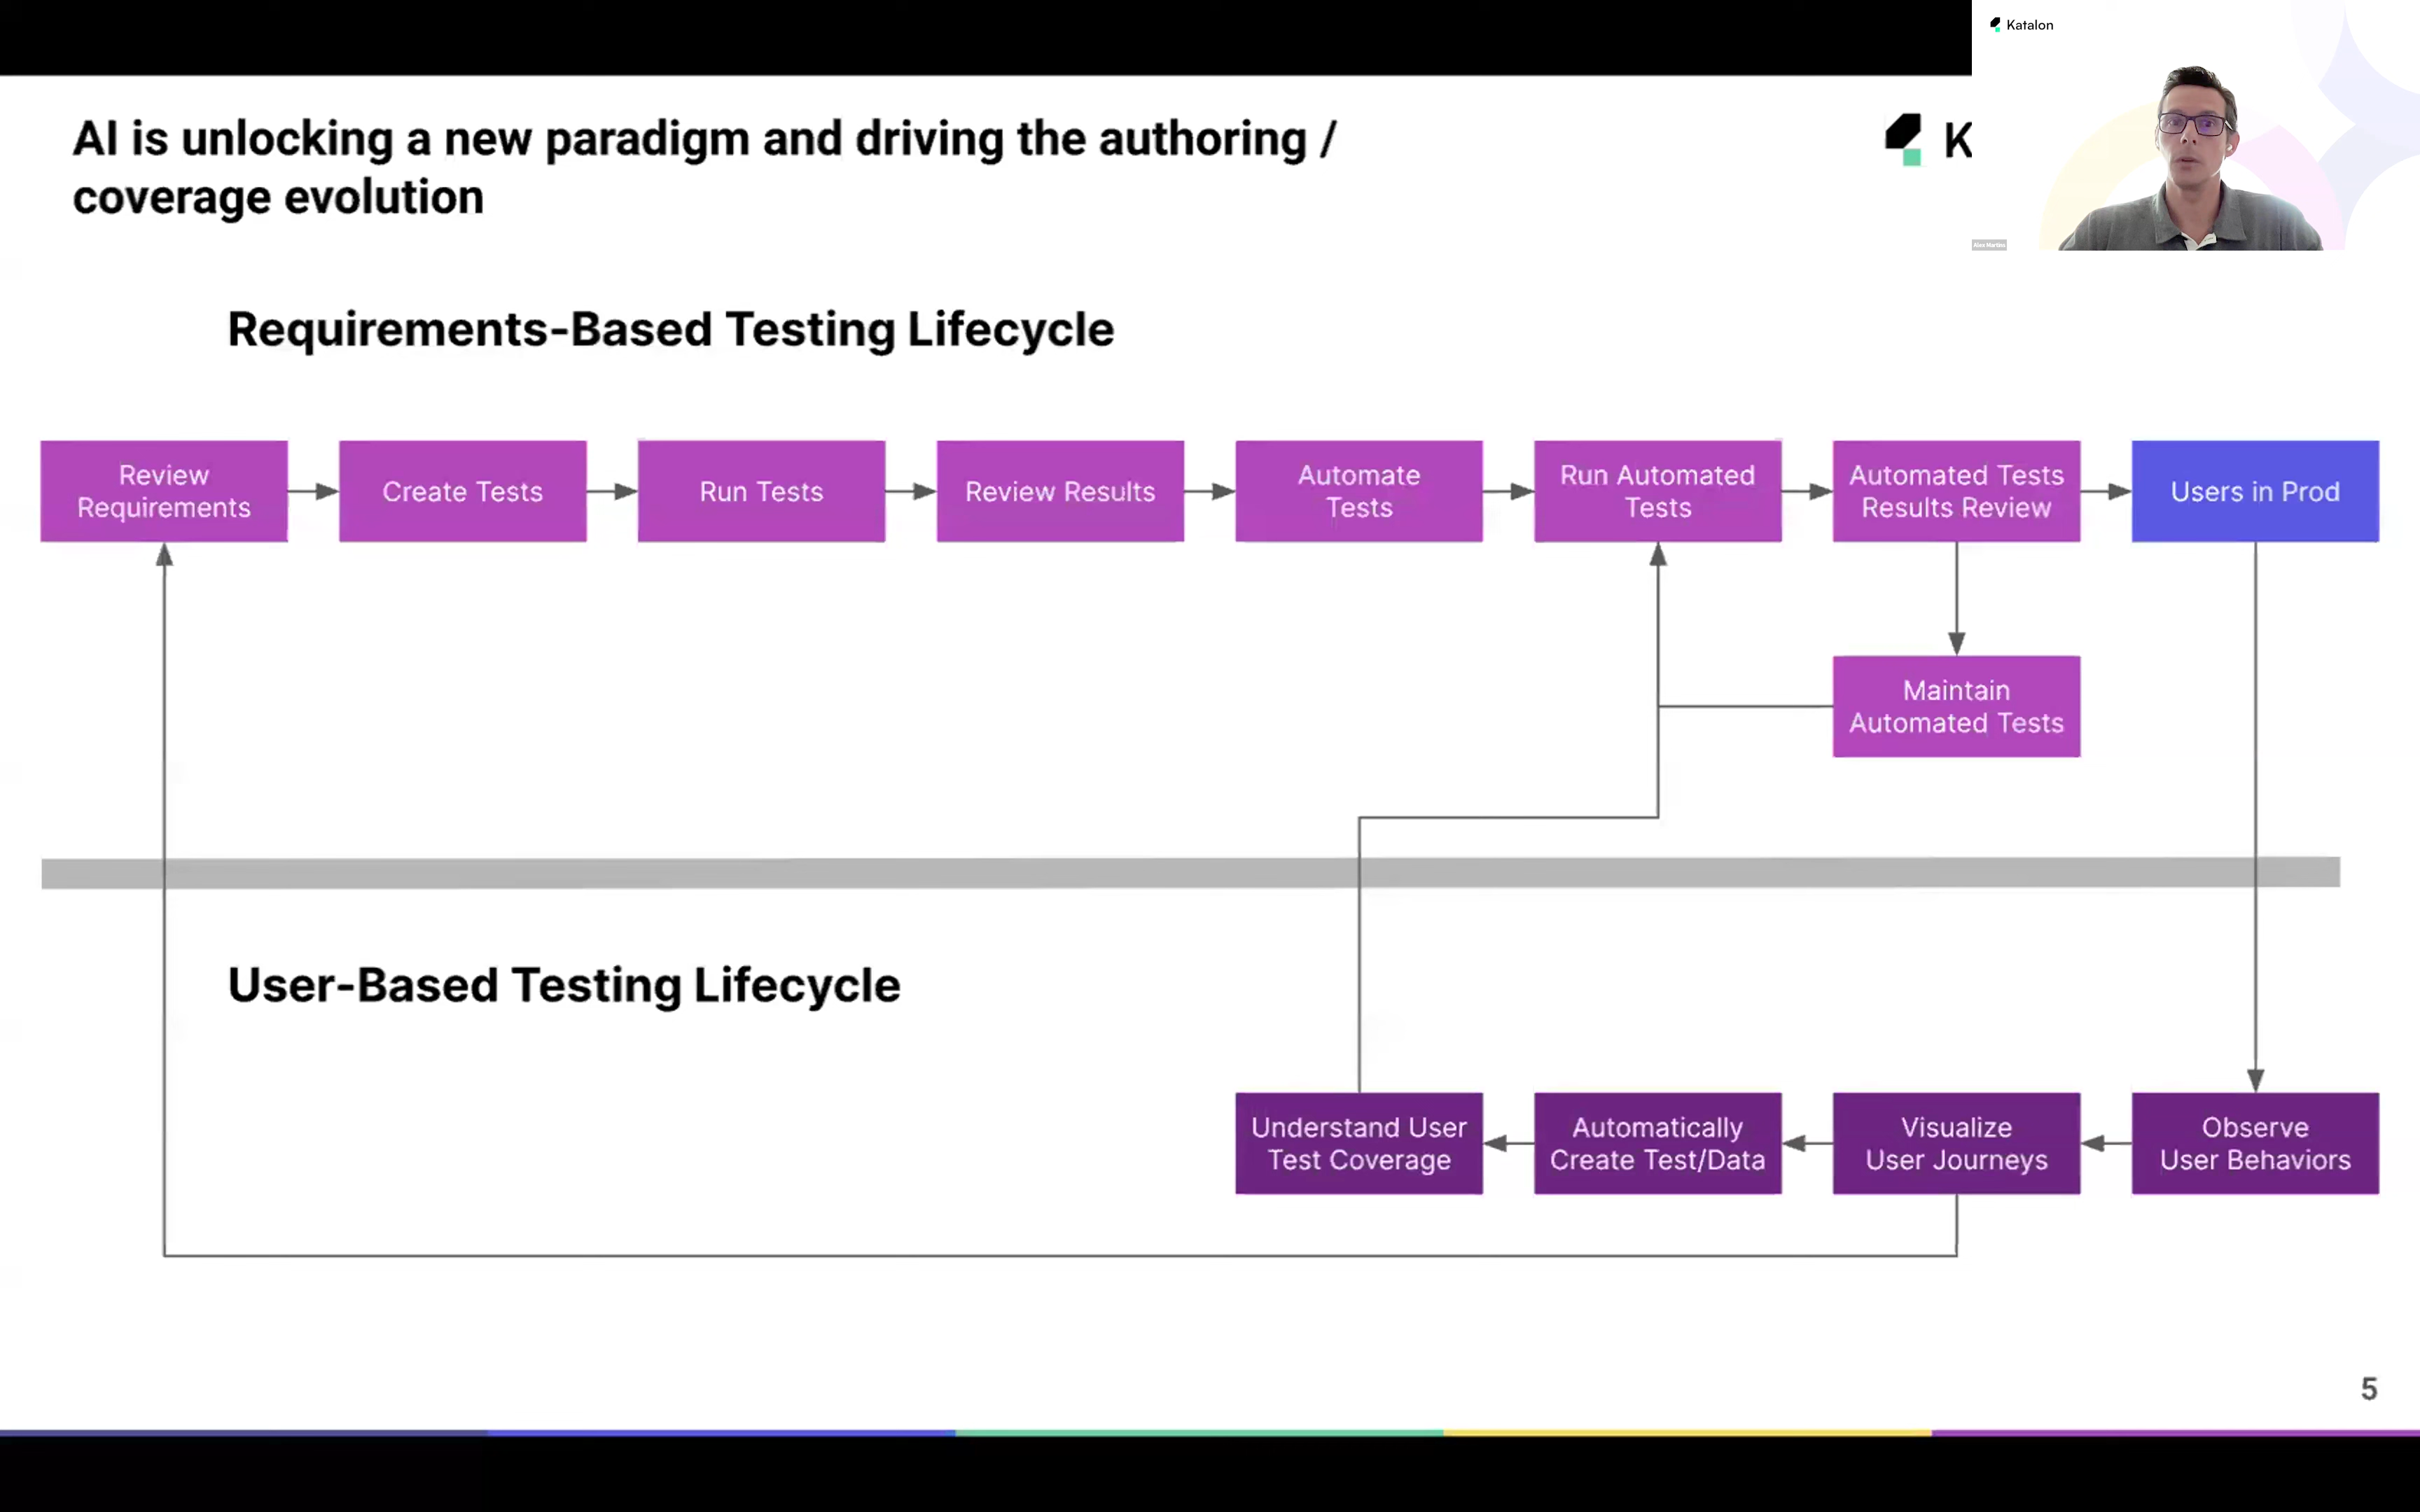 Katalon
AI is unlocking a new paradigm and driving the authoring /
coverage evolution
K
Alex Martins
Requirements-Based Testing Lifecycle
Review
Requirements
Create Tests
Run Tests
Review Results
Automate
Tests
Run Automated
Tests
Automated Tests
Results Review
Users in Prod
Maintain
Automated Tests
User-Based Testing Lifecycle
Understand User
Test Coverage
Automatically
Create Test/Data
Visualize
User Journeys
Observe
User Behaviors
5